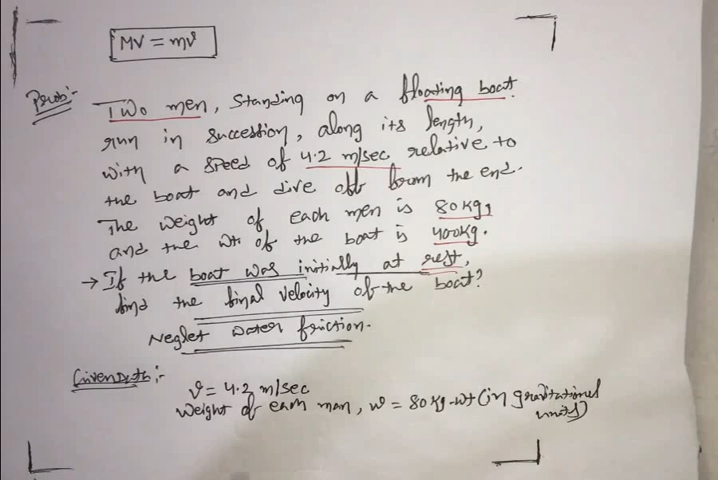 MV = mv
Prob:-
Two men, standing on a floating boat
run in succession, along its length,
with a speed of 4.2 m/sec relative to
the boat and dive off from the end.
The weight of each men is 80kg,
and the wt of the boat is 400kg.
→ If the boat was initially at rest,
find the final velocity of the boat?
Neglet water friction.
Given Data:-
v = 4.2 m/sec
Weight of each man, w = 80 kg-wt (in gravitational
units)